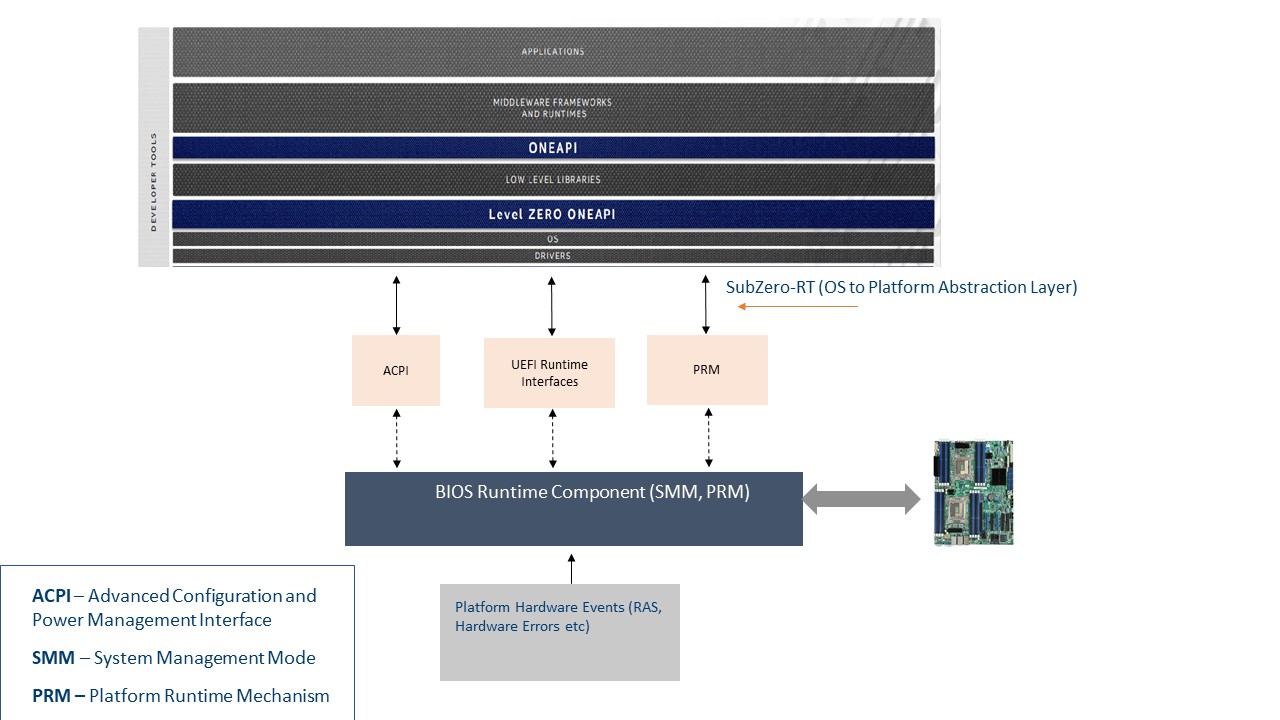 APPLICATIONS
MIDDLEWARE FRAMEWORKS
AND RUNTIMES
ONEAPI
LOW LEVEL LIBRARIES
Level ZERO ONEAPI
OS
DRIVERS
DEVELOPER TOOLS
SubZero-RT (OS to Platform Abstraction Layer)
ACPI
UEFI Runtime
Interfaces
PRM
BIOS Runtime Component (SMM, PRM)
Platform Hardware Events (RAS,
Hardware Errors etc)
ACPI – Advanced Configuration and
Power Management Interface
SMM – System Management Mode
PRM – Platform Runtime Mechanism